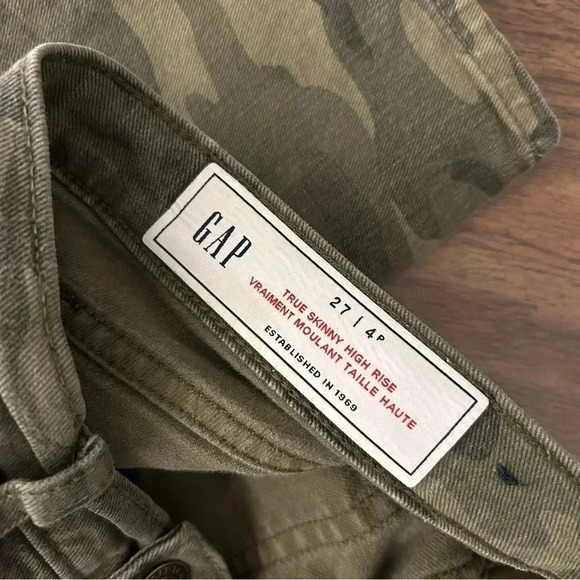 GAP
27 | 4P
TRUE SKINNY HIGH RISE
VRAIMENT MOULANT TAILLE HAUTE
ESTABLISHED IN 1969